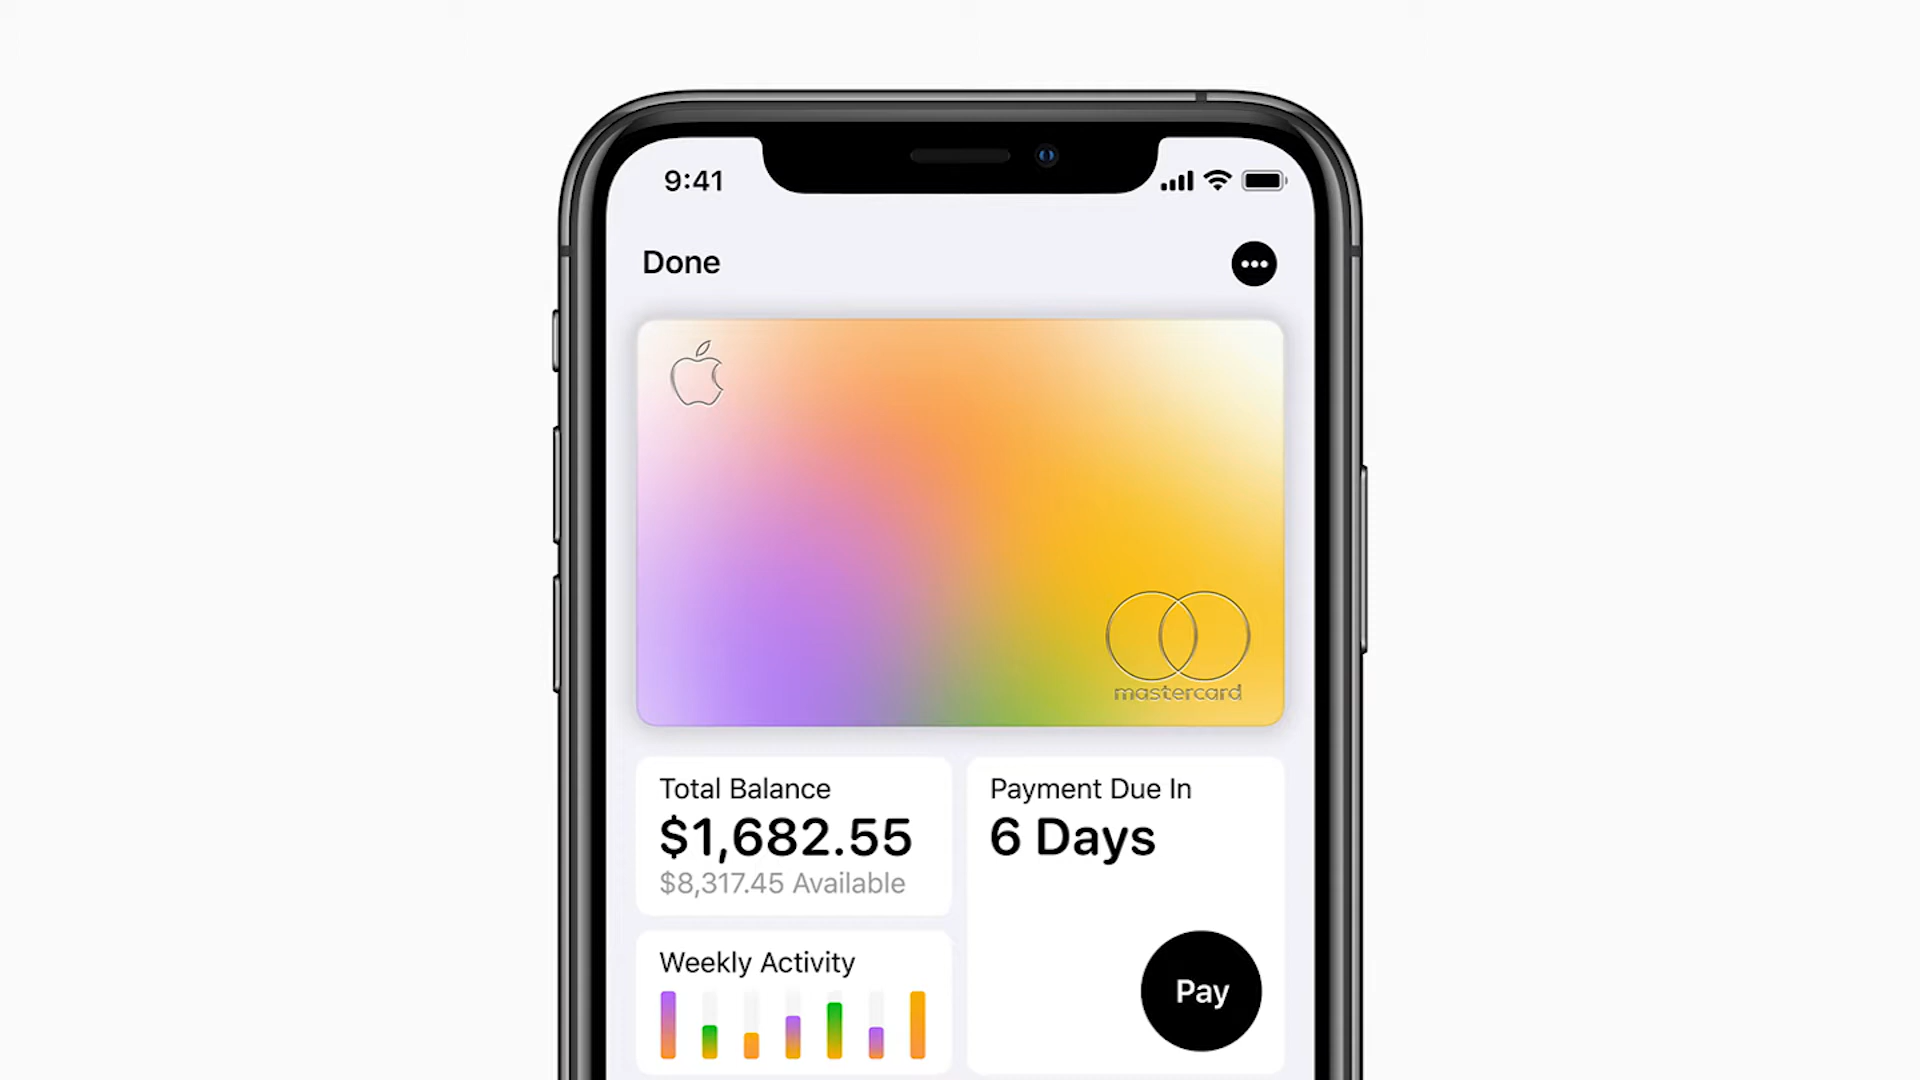 9:41
Done
mastercard
Total Balance
$1,682.55
$8,317.45 Available
Payment Due In
6 Days
Weekly Activity
Pay